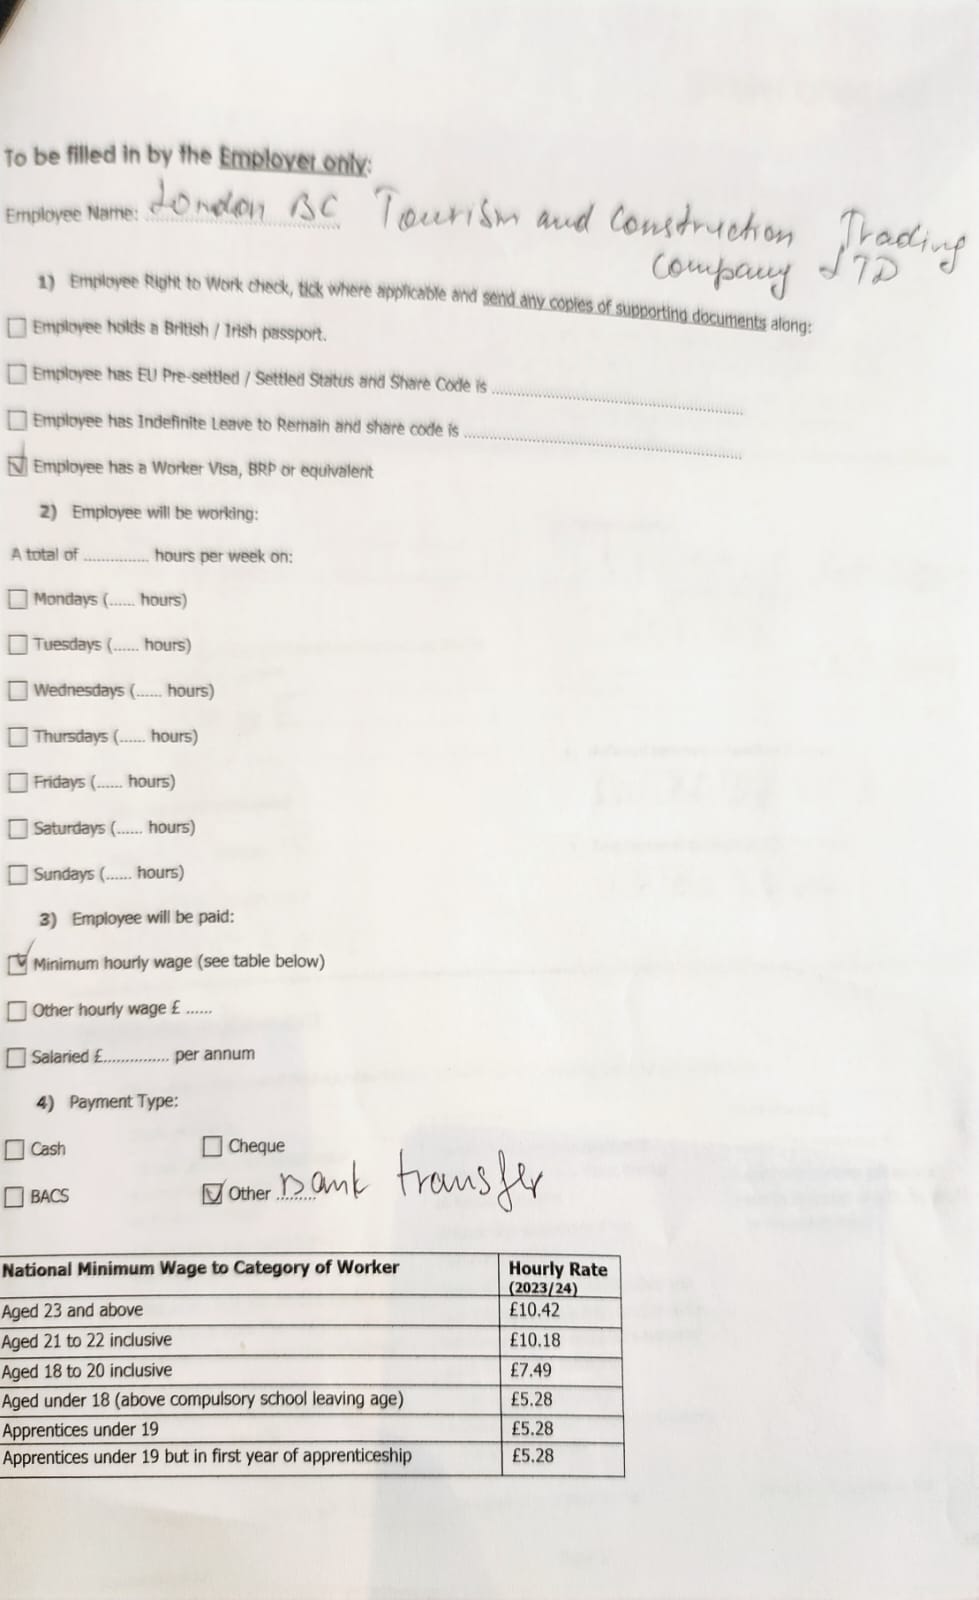 To be filled in by the Employer only:
Employee Name: London BC Tourism and Construction Trading
Company LTD
1) Employee Right to Work check, tick where applicable and send any copies of supporting documents along:
☐ Employee holds a British / Irish passport.
☐ Employee has EU Pre-settled / Settled Status and Share Code is ..........
☐ Employee has Indefinite Leave to Remain and share code is ..........
☑ Employee has a Worker Visa, BRP or equivalent
2) Employee will be working:
A total of .............. hours per week on:
☐ Mondays (...... hours)
☐ Tuesdays (...... hours)
☐ Wednesdays (...... hours)
☐ Thursdays (...... hours)
☐ Fridays (...... hours)
☐ Saturdays (...... hours)
☐ Sundays (...... hours)
3) Employee will be paid:
☑ Minimum hourly wage (see table below)
☐ Other hourly wage £ ......
☐ Salaried £.............. per annum
4) Payment Type:
☐ Cash ☐ Cheque
☐ BACS ☑ Other Bank transfer
National Minimum Wage to Category of Worker Hourly Rate
(2023/24)
Aged 23 and above £10.42
Aged 21 to 22 inclusive £10.18
Aged 18 to 20 inclusive £7.49
Aged under 18 (above compulsory school leaving age) £5.28
Apprentices under 19 £5.28
Apprentices under 19 but in first year of apprenticeship £5.28